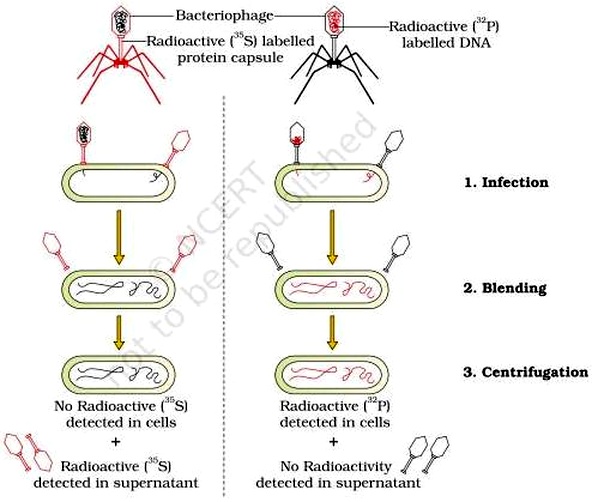 Bacteriophage
Radioactive (³⁵S) labelled
protein capsule
Radioactive (³²P)
labelled DNA
1. Infection
2. Blending
3. Centrifugation
No Radioactive (³⁵S)
detected in cells
+
Radioactive (³⁵S)
detected in supernatant
Radioactive (³²P)
detected in cells
+
No Radioactivity
detected in supernatant
© NCERT
not to be republished